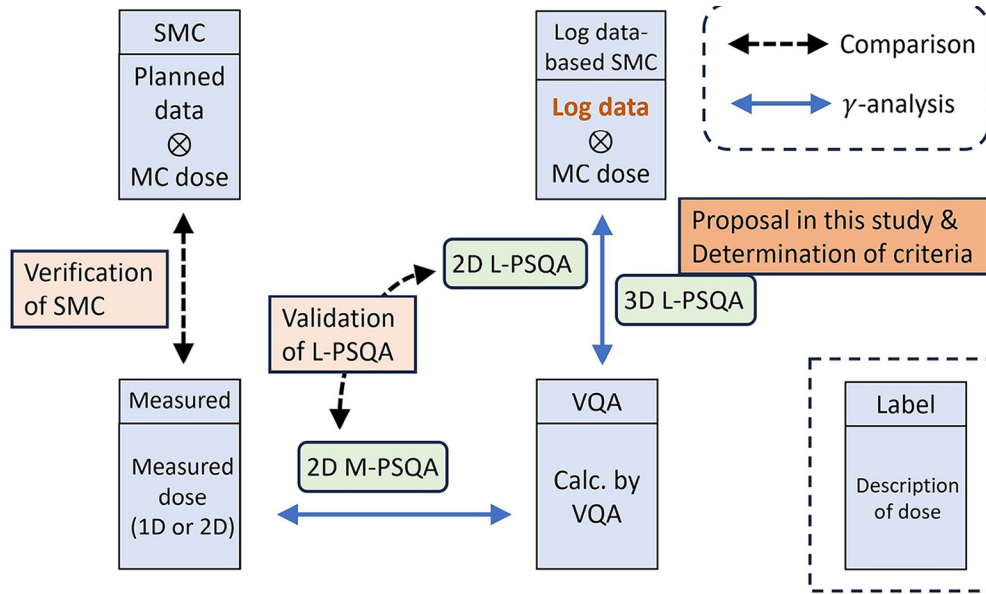 SMC
Planned
data
⊗
MC dose
Log data-
based SMC
Log data
⊗
MC dose
Comparison
γ-analysis
Verification
of SMC
Validation
of L-PSQA
2D L-PSQA
3D L-PSQA
Proposal in this study &
Determination of criteria
Measured
Measured
dose
(1D or 2D)
2D M-PSQA
VQA
Calc. by
VQA
Label
Description
of dose